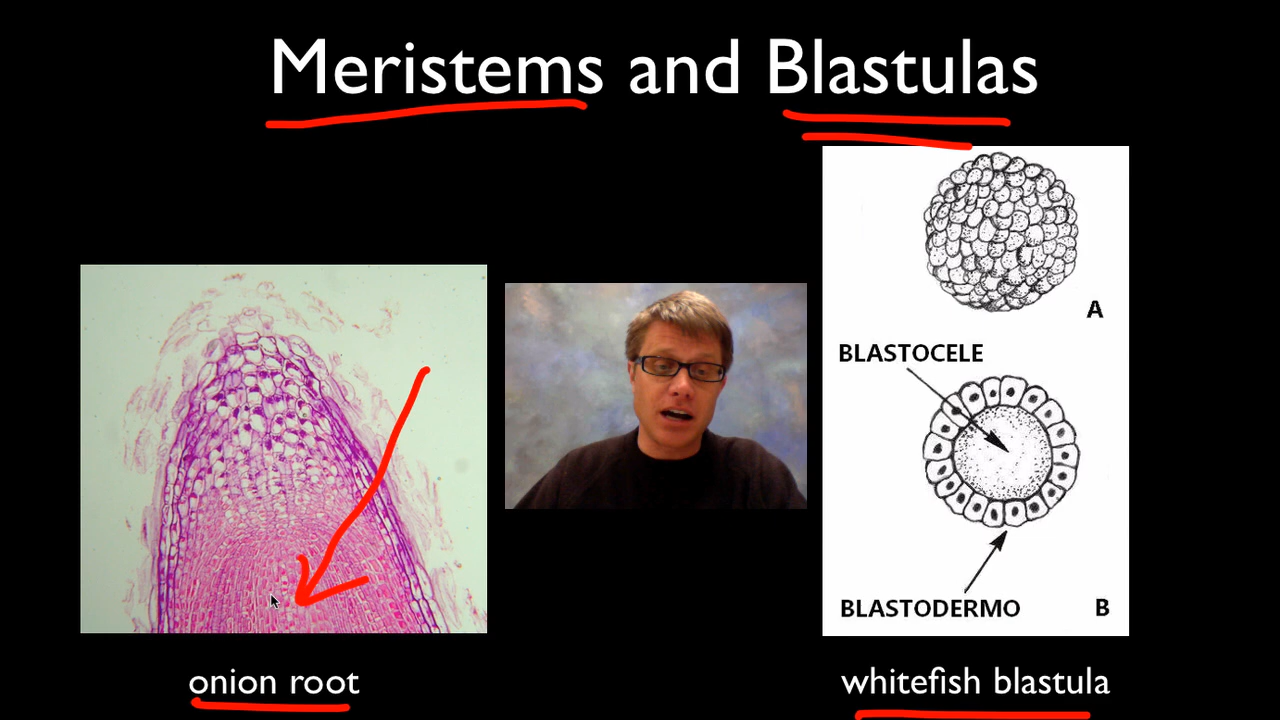 Meristems and Blastulas
A
BLASTOCELE
BLASTODERMO
B
onion root
whitefish blastula